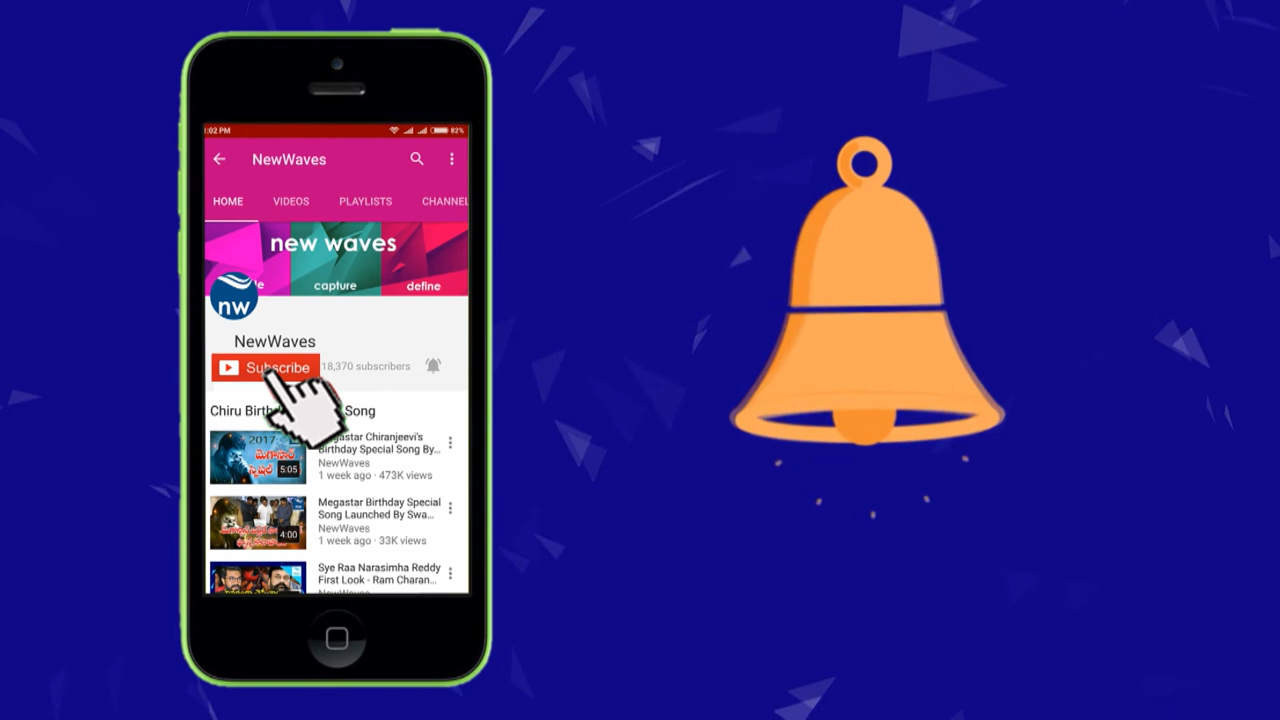 1:02 PM
82%
NewWaves
HOME VIDEOS PLAYLISTS CHANNEL
new waves
capture
define
nw
NewWaves
Subscribe
18,370 subscribers
Chiru Birth Song
Megastar Chiranjeevi's
Birthday Special Song By...
NewWaves
1 week ago · 473K views
2017
మెగాస్టార్
స్పెషల్
5:05
Megastar Birthday Special
Song Launched By Swa...
NewWaves
1 week ago · 33K views
4:00
Sye Raa Narasimha Reddy
First Look - Ram Charan...
NewWaves